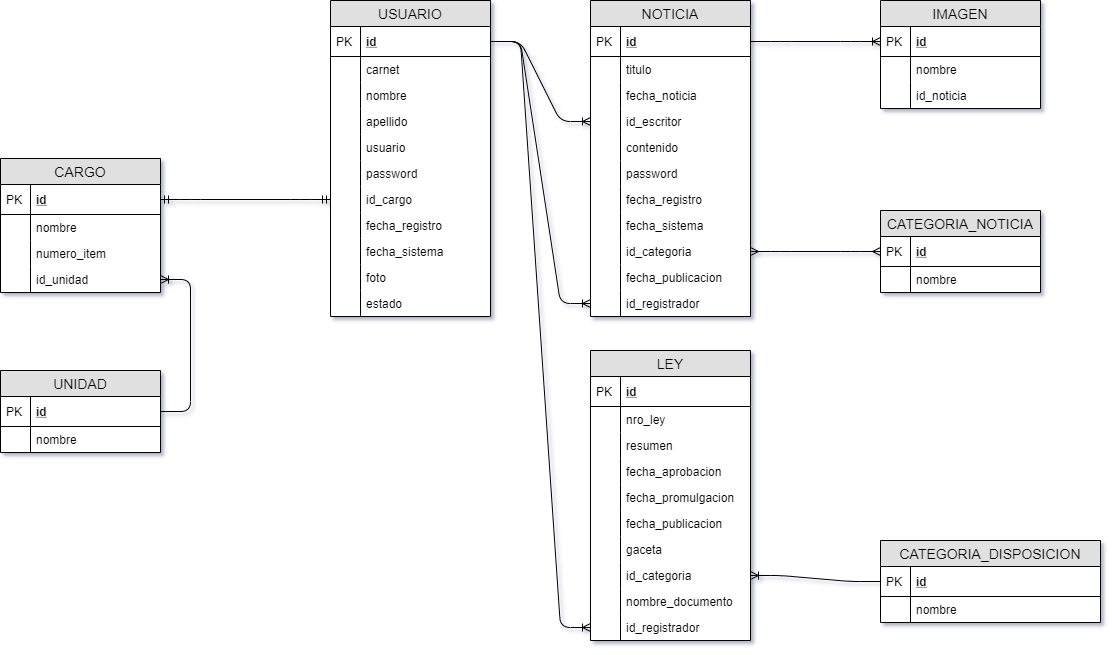 USUARIO
PK id
carnet
nombre
apellido
usuario
password
id_cargo
fecha_registro
fecha_sistema
foto
estado
NOTICIA
PK id
titulo
fecha_noticia
id_escritor
contenido
password
fecha_registro
fecha_sistema
id_categoria
fecha_publicacion
id_registrador
IMAGEN
PK id
nombre
id_noticia
CARGO
PK id
nombre
numero_item
id_unidad
CATEGORIA_NOTICIA
PK id
nombre
UNIDAD
PK id
nombre
LEY
PK id
nro_ley
resumen
fecha_aprobacion
fecha_promulgacion
fecha_publicacion
gaceta
id_categoria
nombre_documento
id_registrador
CATEGORIA_DISPOSICION
PK id
nombre